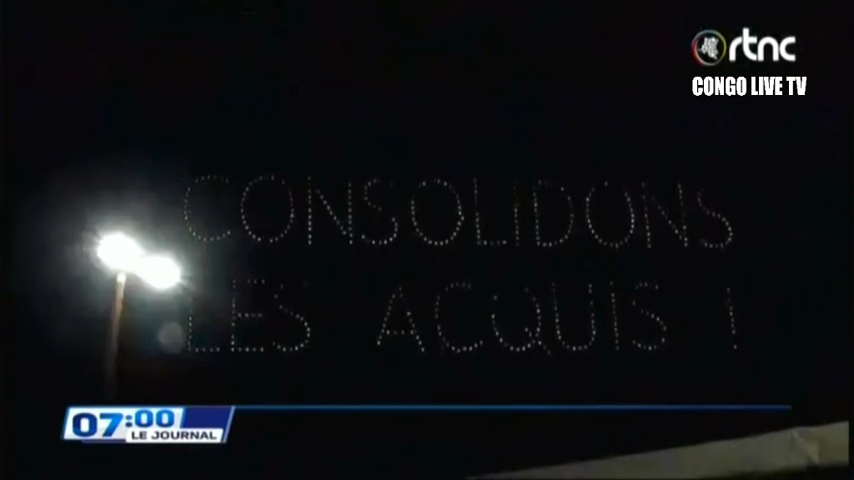 rtnc
CONGO LIVE TV
CONSOLIDONS
LES ACQUIS !
07:00
LE JOURNAL